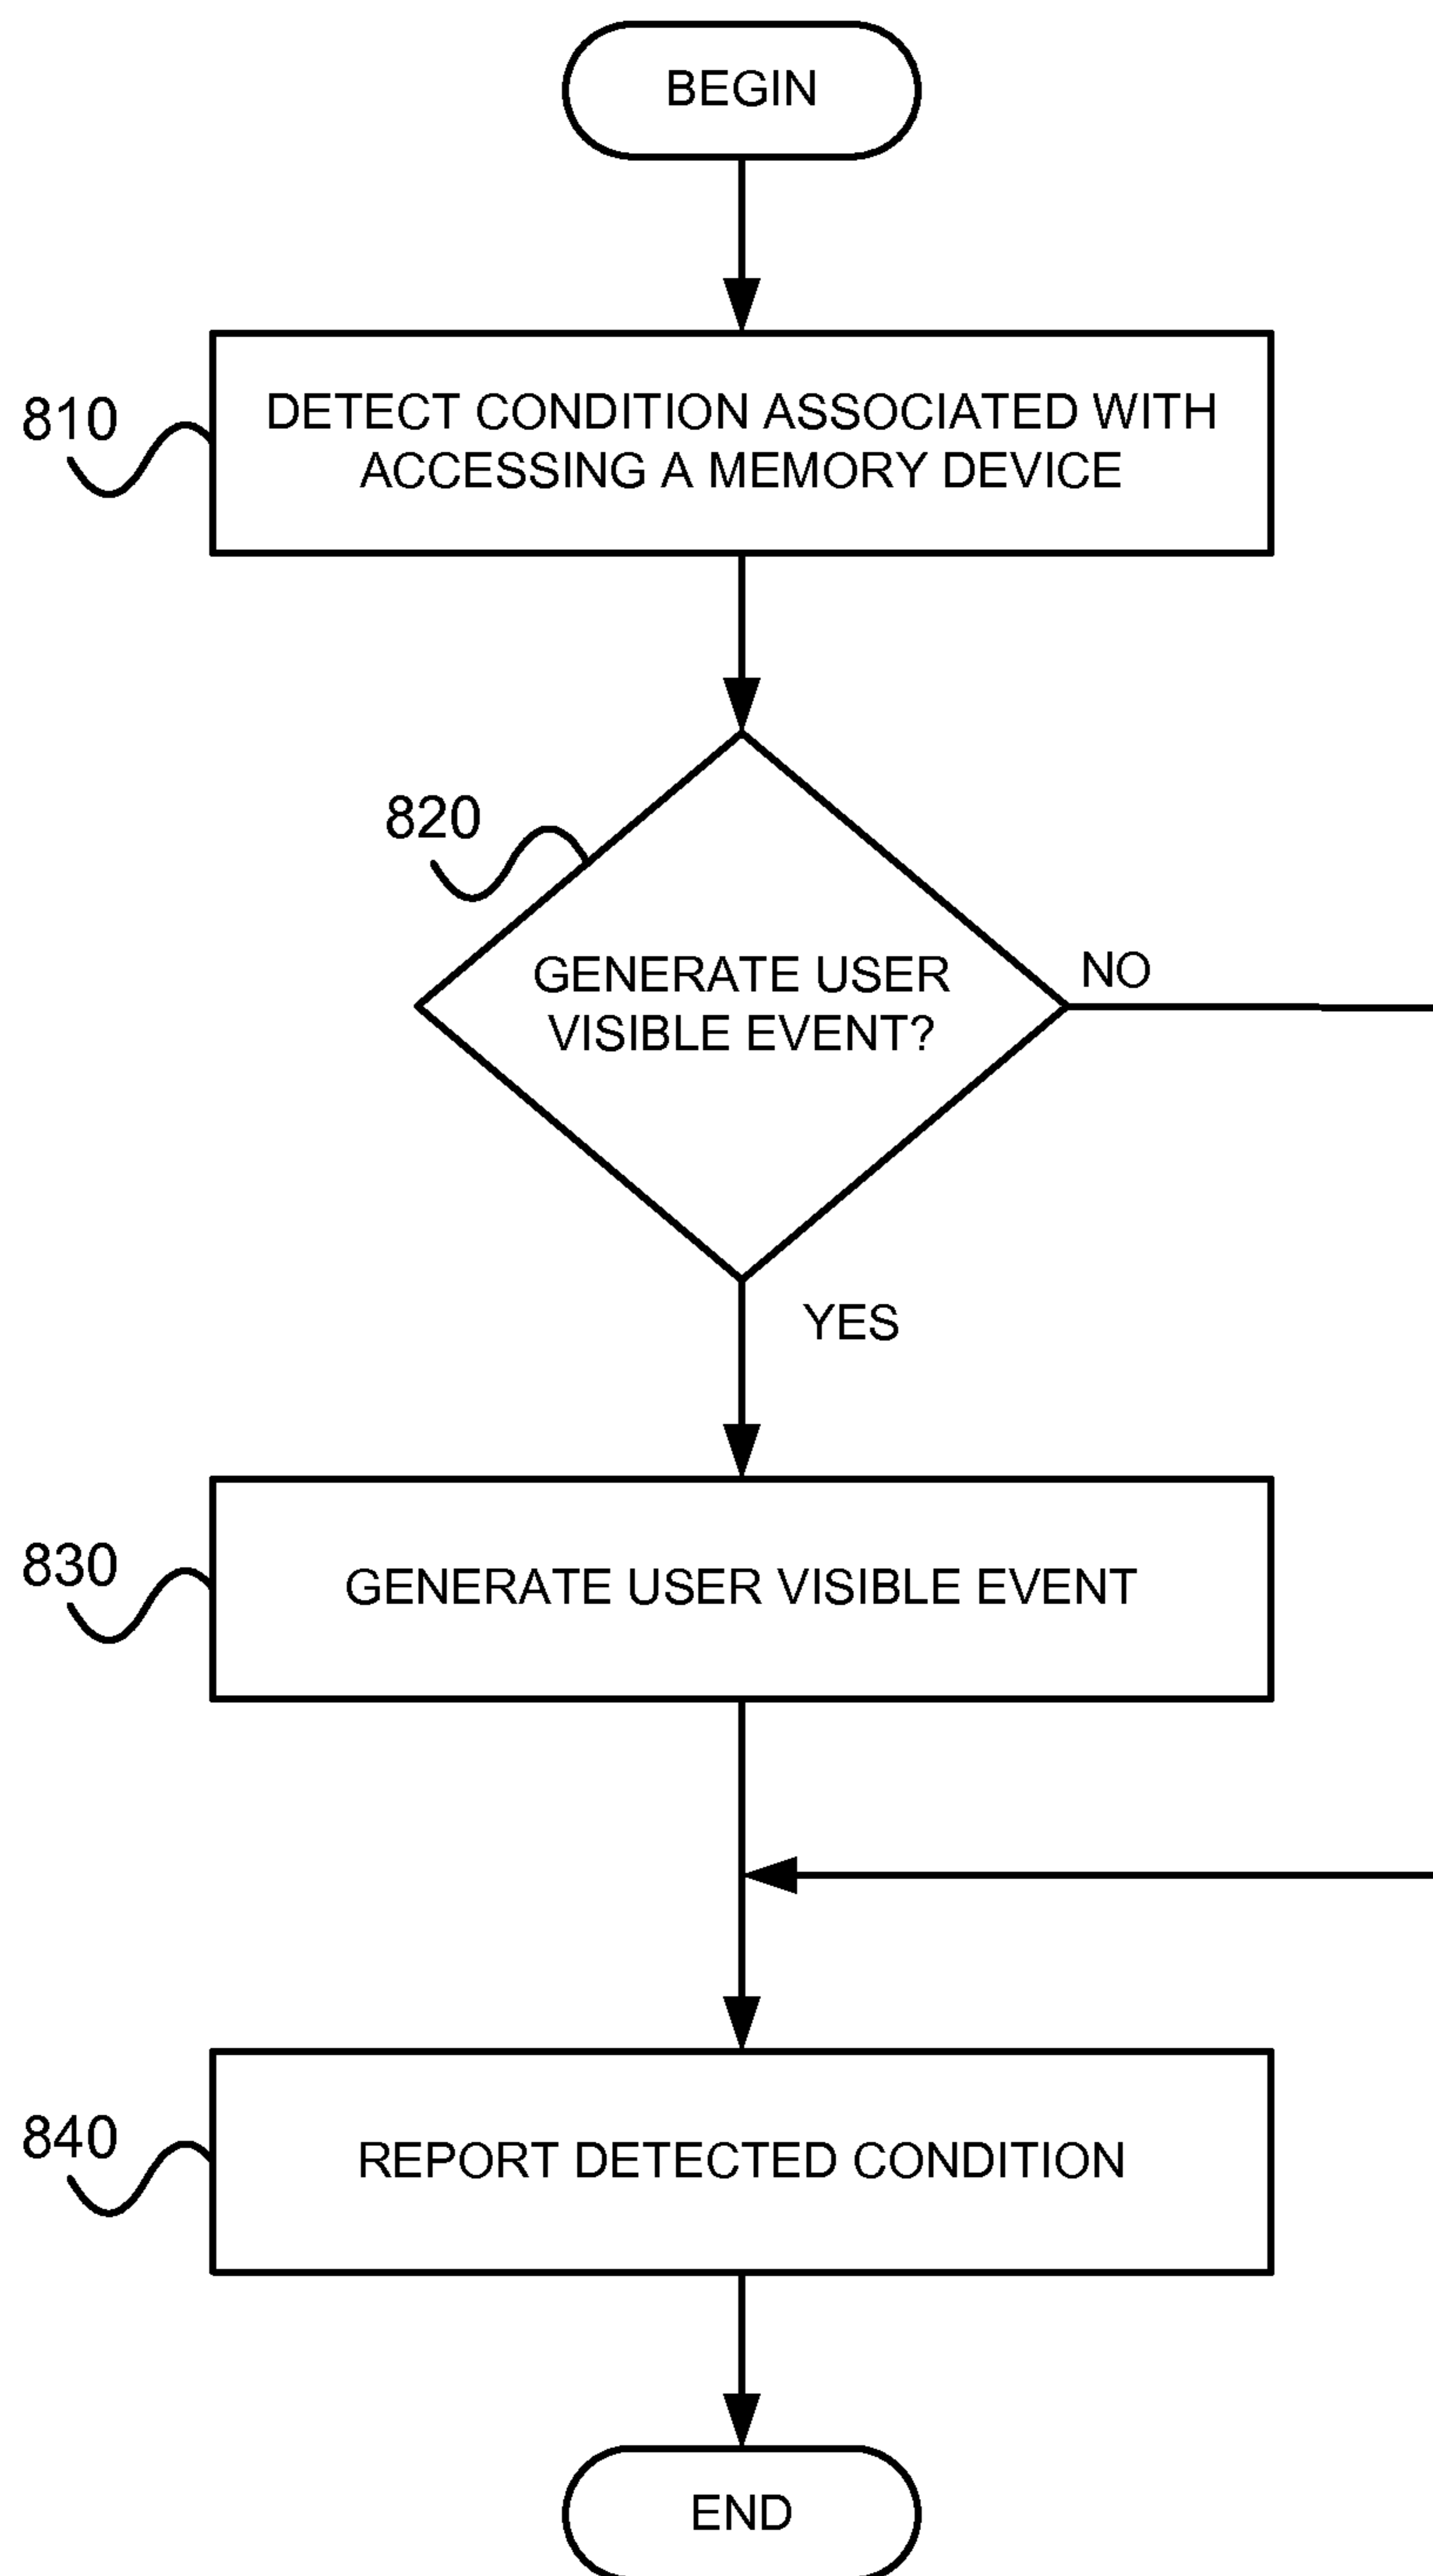 BEGIN
810
DETECT CONDITION ASSOCIATED WITH
ACCESSING A MEMORY DEVICE
820
GENERATE USER
VISIBLE EVENT?
NO
YES
830
GENERATE USER VISIBLE EVENT
840
REPORT DETECTED CONDITION
END